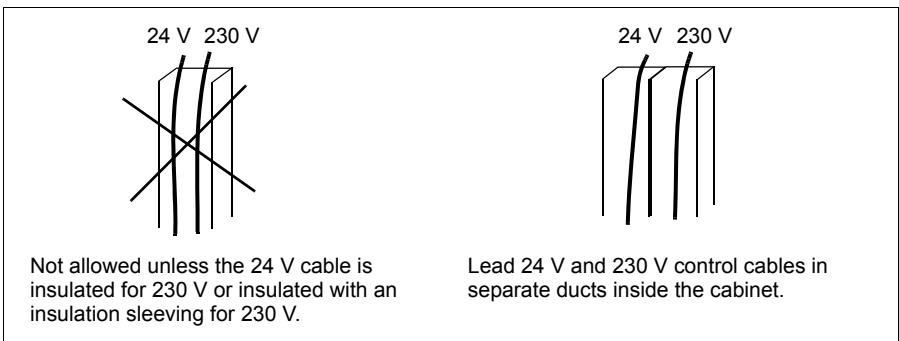 24 V 230 V
Not allowed unless the 24 V cable is
insulated for 230 V or insulated with an
insulation sleeving for 230 V.
24 V 230 V
Lead 24 V and 230 V control cables in
separate ducts inside the cabinet.